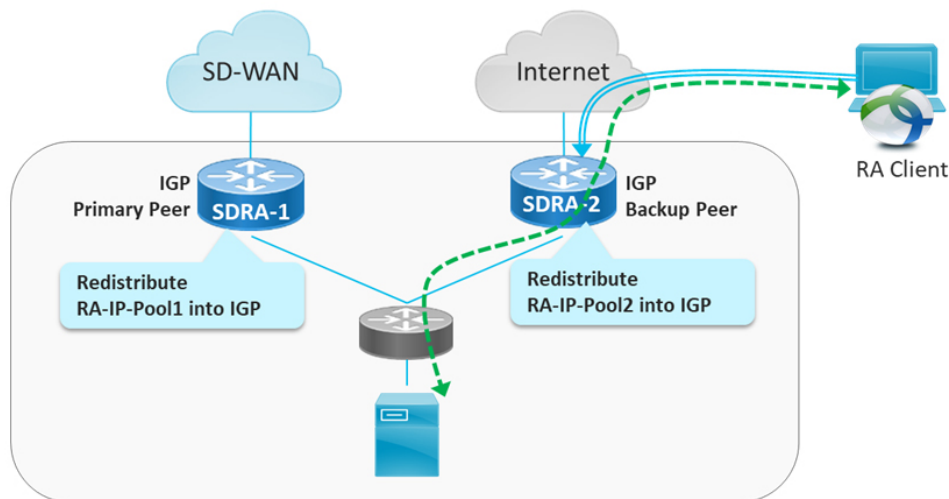 SD-WAN
Internet
RA Client
IGP
Primary Peer
SDRA-1
SDRA-2
IGP
Backup Peer
Redistribute
RA-IP-Pool1 into IGP
Redistribute
RA-IP-Pool2 into IGP